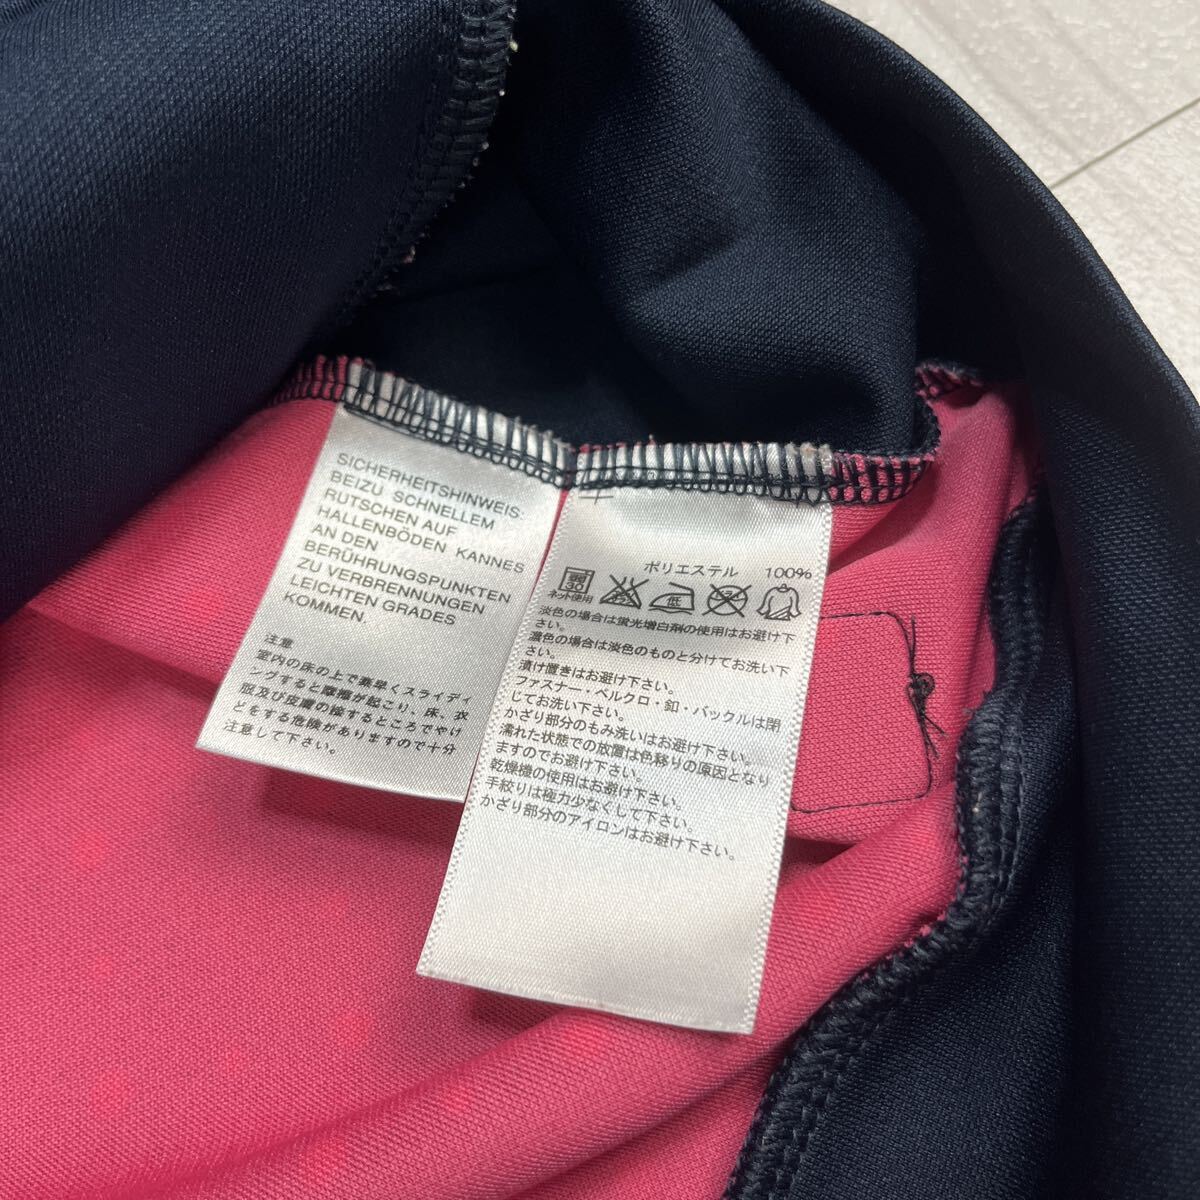 SICHERHEITSHINWEIS:
BEIZU SCHNELLEM
RUTSCHEN AUF
HALLENBÖDEN KANNES
AN DEN
BERÜHRUNGSPUNKTEN
ZU VERBRENNUNGEN
LEICHTEN GRADES
KOMMEN.
注意
室内の床の上で素早くスライディ
ングすると摩擦が起こり、床、衣
服及び皮膚の接するところでやけ
どをする危険がありますので十分
注意して下さい。
ポリエステル 100%
弱
30
ネット使用
低
淡色の場合は蛍光増白剤の使用はお避け下
さい。
濃色の場合は淡色のものと分けてお洗い下
さい。
漬け置きはお避け下さい。
ファスナー・ベルクロ・釦・バックルは閉
じてお洗い下さい。
かざり部分のもみ洗いはお避け下さい。
濡れた状態での放置は色移りの原因となり
ますのでお避け下さい。
乾燥機の使用はお避け下さい。
手絞りは極力少なくして下さい。
かざり部分のアイロンはお避け下さい。